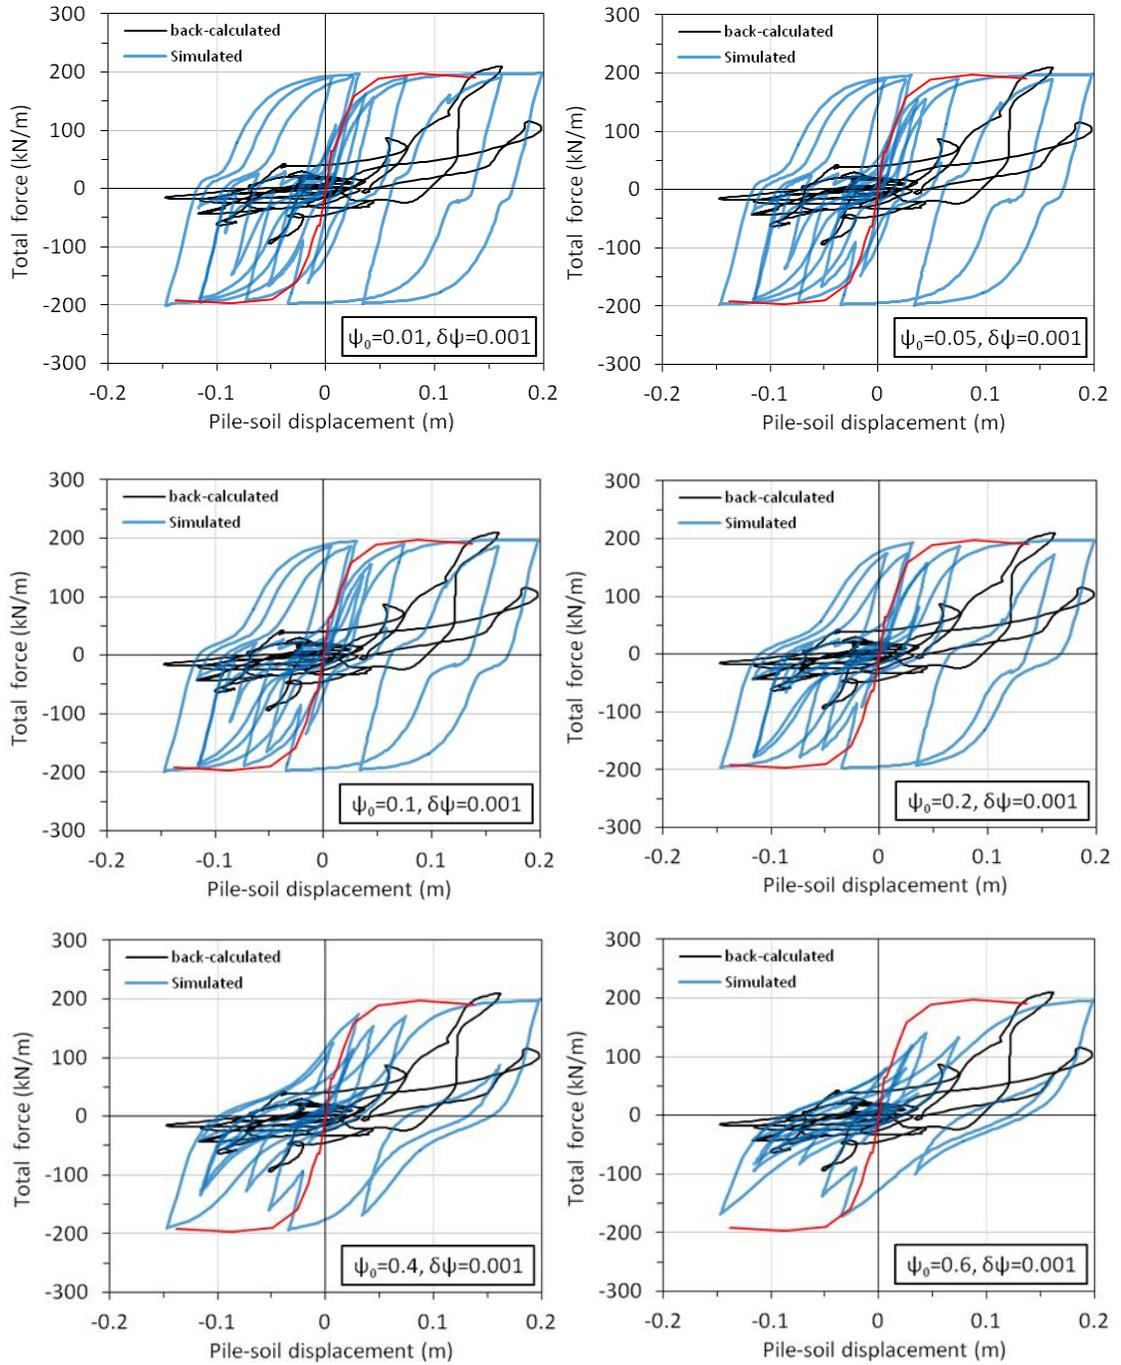 300
200
100
0
-100
-200
-300
Total force (kN/m)
back-calculated
Simulated
ψ₀=0.01, δψ=0.001
-0.2 -0.1 0 0.1 0.2
Pile-soil displacement (m)
300
200
100
0
-100
-200
-300
Total force (kN/m)
back-calculated
Simulated
ψ₀=0.05, δψ=0.001
-0.2 -0.1 0 0.1 0.2
Pile-soil displacement (m)
300
200
100
0
-100
-200
-300
Total force (kN/m)
back-calculated
Simulated
ψ₀=0.1, δψ=0.001
-0.2 -0.1 0 0.1 0.2
Pile-soil displacement (m)
300
200
100
0
-100
-200
-300
Total force (kN/m)
back-calculated
Simulated
ψ₀=0.2, δψ=0.001
-0.2 -0.1 0 0.1 0.2
Pile-soil displacement (m)
300
200
100
0
-100
-200
-300
Total force (kN/m)
back-calculated
Simulated
ψ₀=0.4, δψ=0.001
-0.2 -0.1 0 0.1 0.2
Pile-soil displacement (m)
300
200
100
0
-100
-200
-300
Total force (kN/m)
back-calculated
Simulated
ψ₀=0.6, δψ=0.001
-0.2 -0.1 0 0.1 0.2
Pile-soil displacement (m)